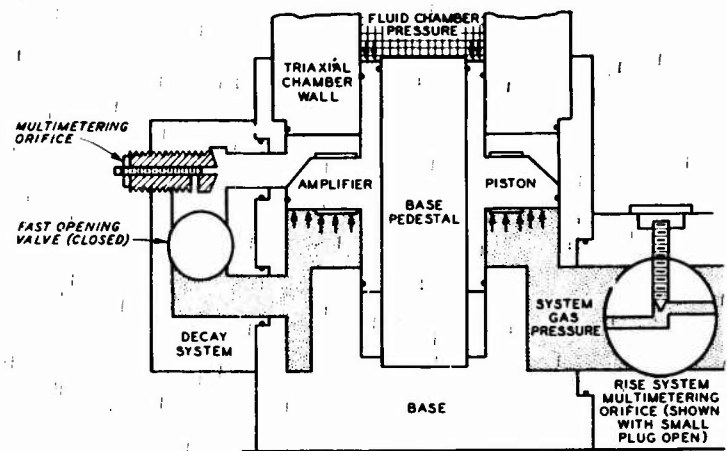 FLUID CHAMBER
PRESSURE
TRIAXIAL
CHAMBER
WALL
MULTIMETERING
ORIFICE
AMPLIFIER
BASE
PEDESTAL
PISTON
FAST OPENING
VALVE (CLOSED)
SYSTEM
GAS
PRESSURE
DECAY
SYSTEM
BASE
RISE SYSTEM
MULTIMETERING
ORIFICE (SHOWN
WITH SMALL
PLUG OPEN)